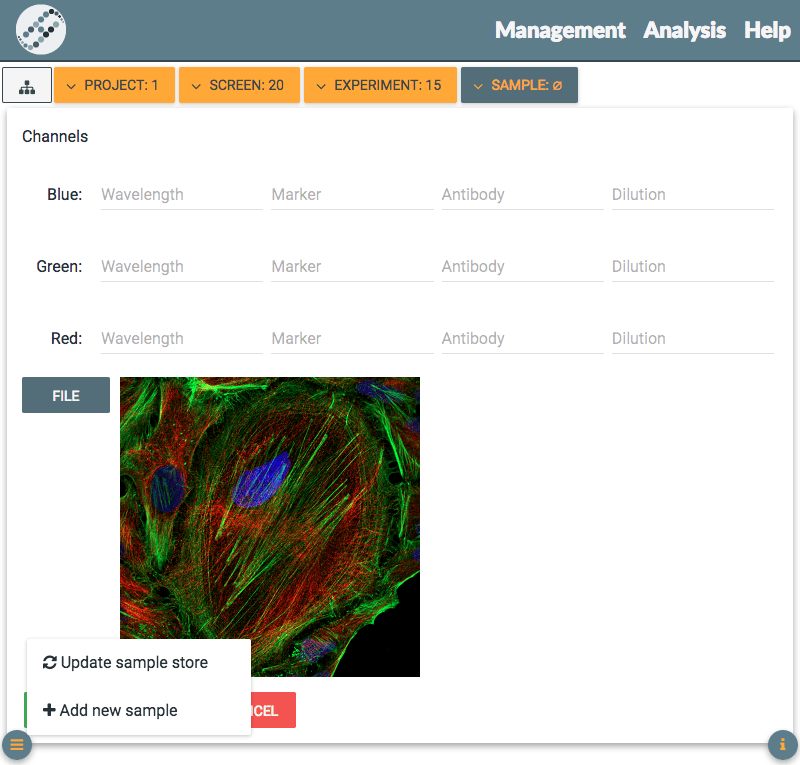 Management Analysis Help
PROJECT: 1 SCREEN: 20 EXPERIMENT: 15 SAMPLE: ∅
Channels
Blue: Wavelength Marker Antibody Dilution
Green: Wavelength Marker Antibody Dilution
Red: Wavelength Marker Antibody Dilution
FILE
Update sample store
Add new sample
NCEL